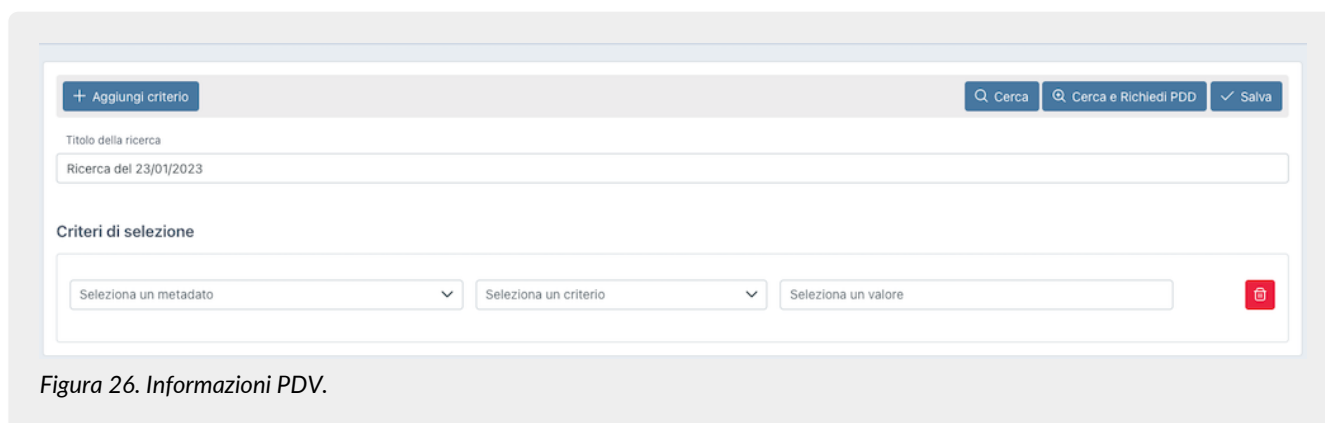 Aggiungi criterio Cerca Cerca e Richiedi PDD Salva
Titolo della ricerca
Ricerca del 23/01/2023
Criteri di selezione
Seleziona un metadato Seleziona un criterio Seleziona un valore
Figura 26. Informazioni PDV.